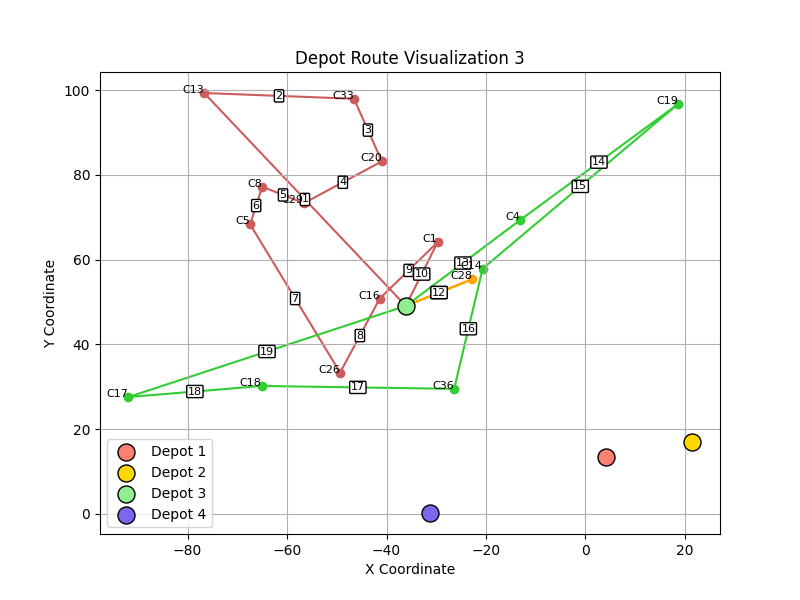 Depot Route Visualization 3
100
80
60
40
20
0
Y Coordinate
−80
−60
−40
−20
0
20
X Coordinate
C13
2
C33
C19
3
C20
14
4
15
C8
5
C29
1
6
C5
C4
C1
13
C14
9
10
C28
12
C16
7
16
8
19
C26
C18
17
C36
18
C17
Depot 1
Depot 2
Depot 3
Depot 4